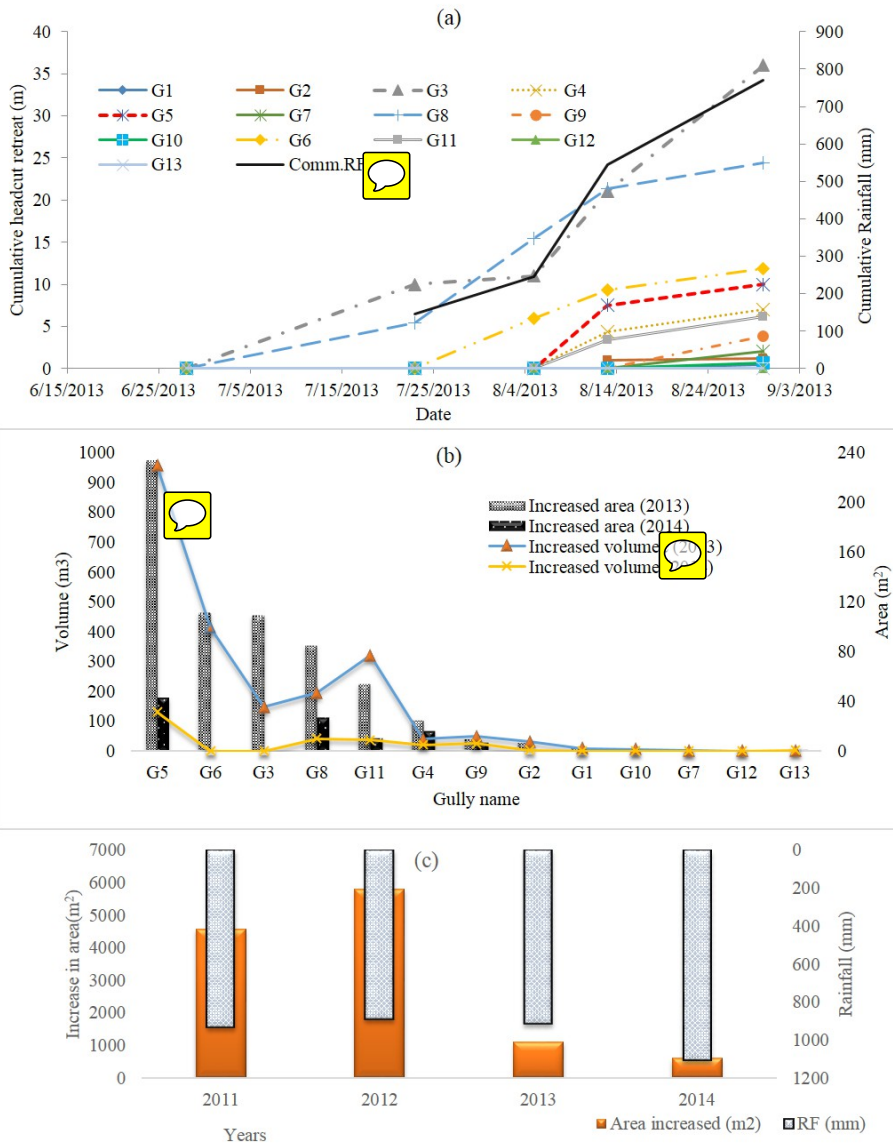 (a)
40 900
35 800
30 700
25 600
20 500
15 400
10 300
5 200
0 100
0
G1 G2 G3 G4
G5 G7 G8 G9
G10 G6 G11 G12
G13 Comm.RF
Cumulative headcut retreat (m)
Cumulative Rainfall (mm)
6/15/2013 6/25/2013 7/5/2013 7/15/2013 7/25/2013 8/4/2013 8/14/2013 8/24/2013 9/3/2013
Date
(b)
1000 240
900
800 200
700
600 160
500 120
400
300 80
200 40
100
0 0
Increased area (2013)
Increased area (2014)
Increased volume
Increased volume
Volume (m3)
Area (m²)
G5 G6 G3 G8 G11 G4 G9 G2 G1 G10 G7 G12 G13
Gully name
(c)
7000 0
6000 200
5000 400
4000 600
3000 800
2000 1000
1000 1200
0
Increase in area(m²)
Rainfall (mm)
2011 2012 2013 2014
Years
Area increased (m2) RF (mm)